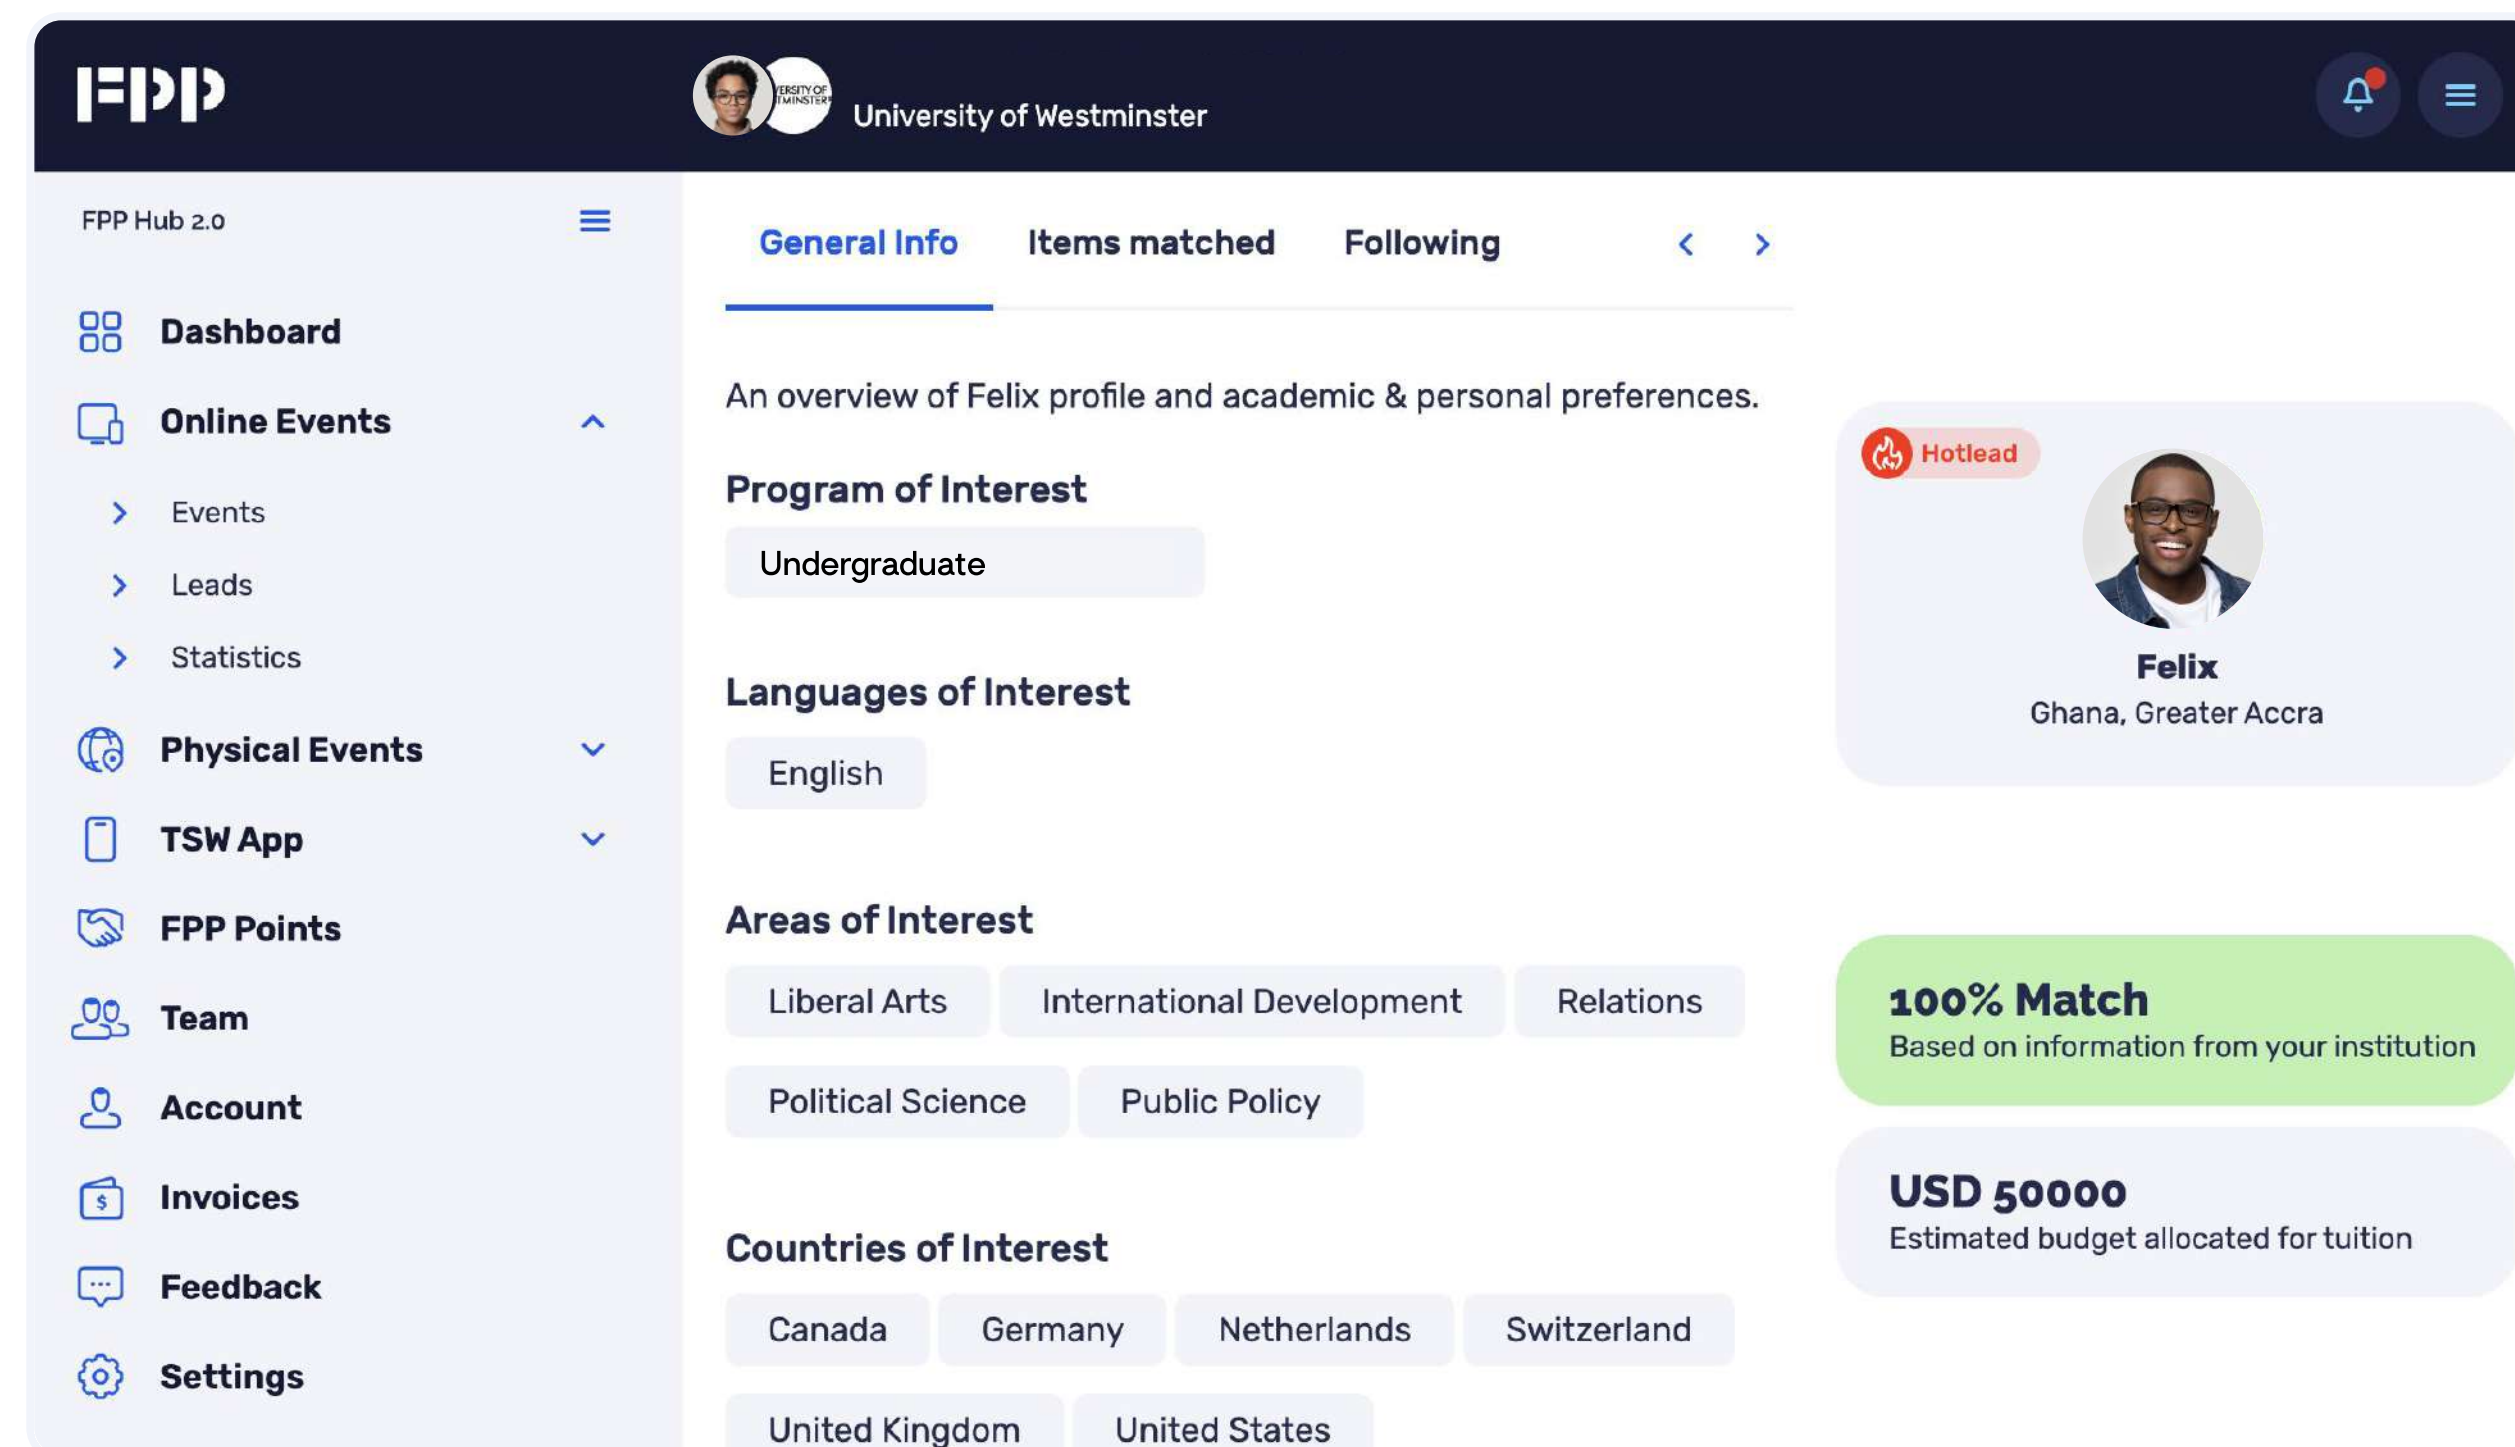 FPP
ERSITY OF
TMINSTER
University of Westminster
FPP Hub 2.0
Dashboard
Online Events
Events
Leads
Statistics
Physical Events
TSW App
FPP Points
Team
Account
Invoices
Feedback
Settings
General Info Items matched Following
An overview of Felix profile and academic & personal preferences.
Program of Interest
Undergraduate
Languages of Interest
English
Areas of Interest
Liberal Arts International Development Relations
Political Science Public Policy
Countries of Interest
Canada Germany Netherlands Switzerland
United Kingdom United States
Hotlead
Felix
Ghana, Greater Accra
100% Match
Based on information from your institution
USD 50000
Estimated budget allocated for tuition